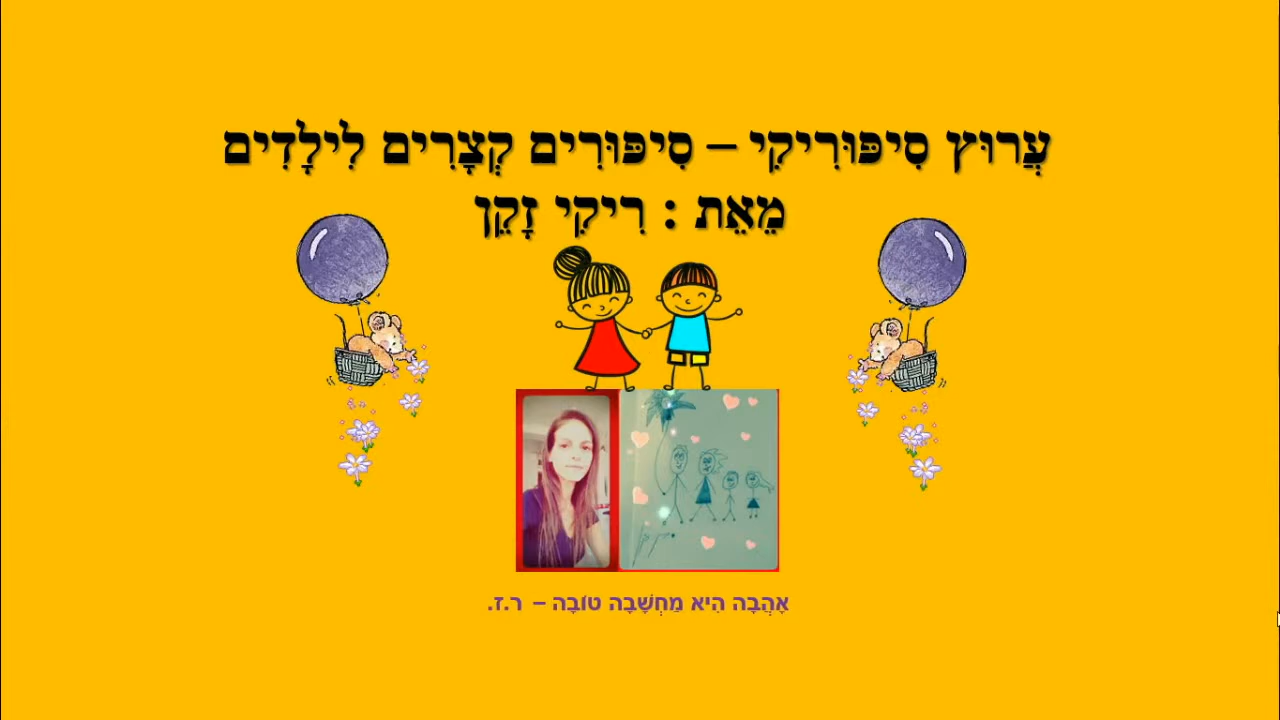 עֲרוּץ סִיפּוּרִיקִי – סִיפּוּרִים קְצָרִים לִילָדִים
מֵאֵת : רִיקִי זָקֵן
אָהֲבָה הִיא מַחְשָׁבָה טוֹבָה – ר.ז.